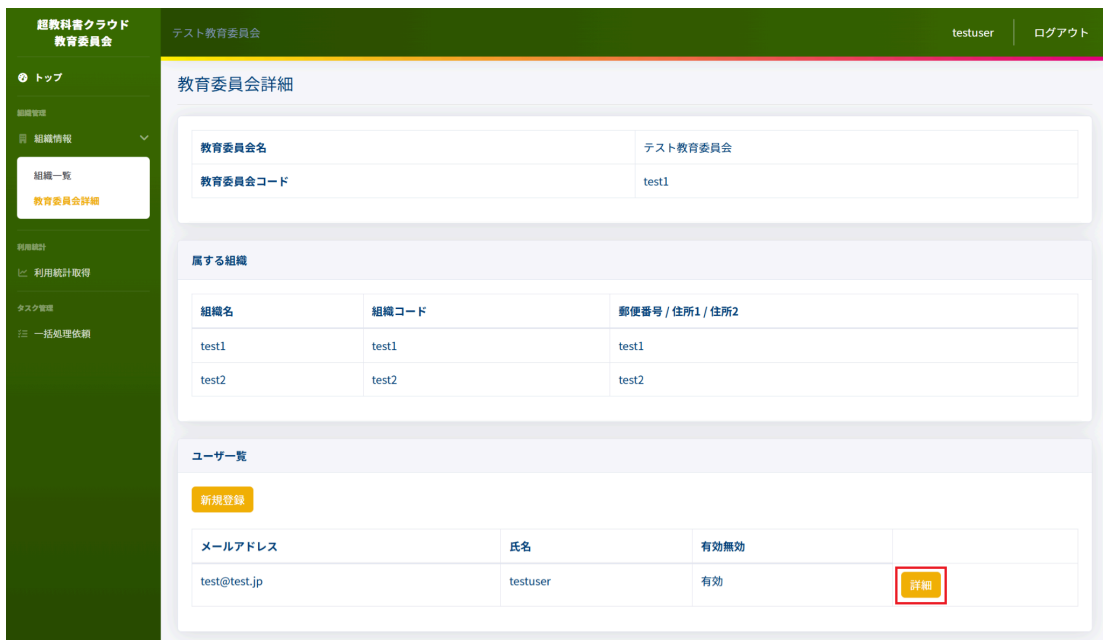 超教科書クラウド
教育委員会
テスト教育委員会
testuser
ログアウト
トップ
組織管理
組織情報
組織一覧
教育委員会詳細
利用統計
利用統計取得
タスク管理
一括処理依頼
教育委員会詳細
教育委員会名 テスト教育委員会
教育委員会コード test1
属する組織
組織名 組織コード 郵便番号 / 住所1 / 住所2
test1 test1 test1
test2 test2 test2
ユーザ一覧
新規登録
メールアドレス 氏名 有効無効
test@test.jp testuser 有効 詳細